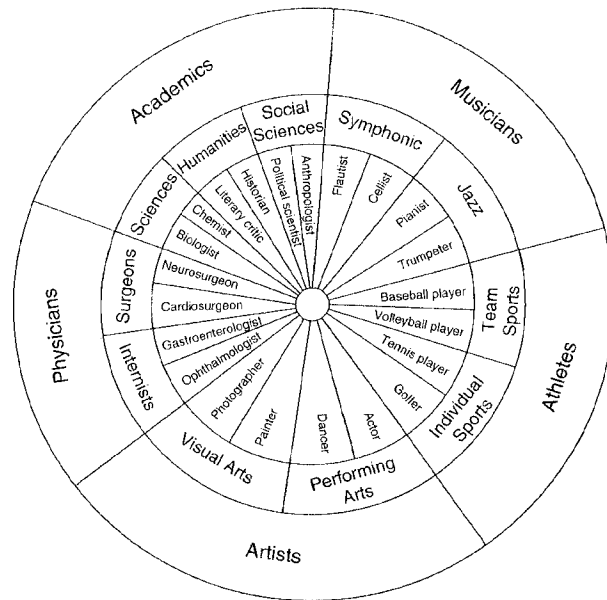 Academics
Musicians
Athletes
Artists
Physicians
Humanities
Social
Sciences
Symphonic
Jazz
Team
Sports
Individual
Sports
Performing
Arts
Visual Arts
Internists
Surgeons
Sciences
Chemist
Literary critic
Historian
Political scientist
Anthropologist
Flautist
Cellist
Pianist
Trumpeter
Baseball player
Volleyball player
Tennis player
Goller
Actor
Dancer
Painter
Photographer
Ophthalmologist
Gastroenterologist
Cardiosurgeon
Neurosurgeon
Biologist